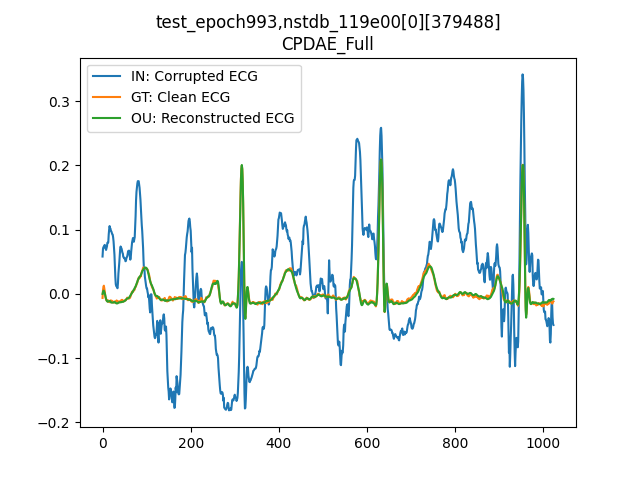 test_epoch993,nstdb_119e00[0][379488]
CPDAE_Full
IN: Corrupted ECG
GT: Clean ECG
OU: Reconstructed ECG
0.3
0.2
0.1
0.0
−0.1
−0.2
0 200 400 600 800 1000